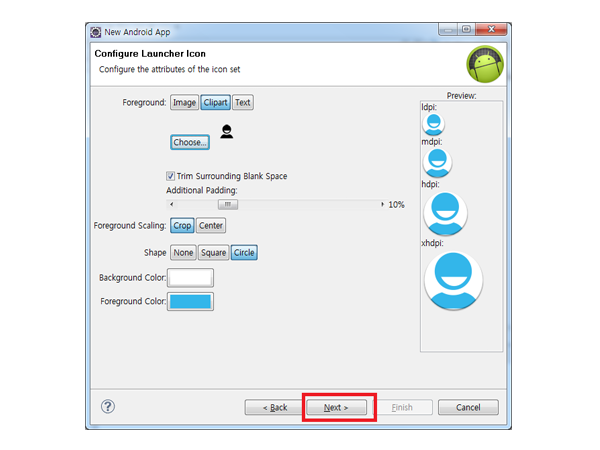 New Android App
Configure Launcher Icon
Configure the attributes of the icon set
Foreground: Image Clipart Text
Choose...
Trim Surrounding Blank Space
Additional Padding:
10%
Foreground Scaling: Crop Center
Shape None Square Circle
Background Color:
Foreground Color:
Preview:
ldpi:
mdpi:
hdpi:
xhdpi:
? < Back Next > Finish Cancel